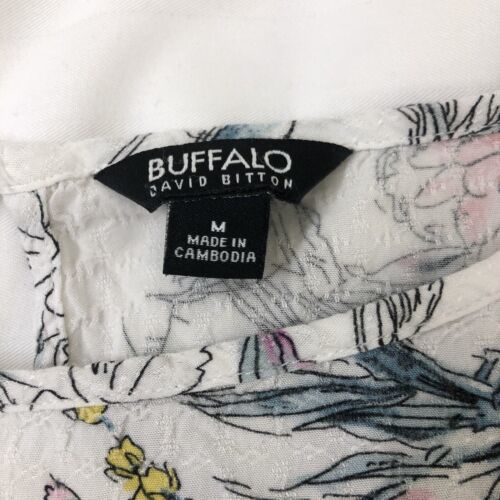 BUFFALO
DAVID BITTON
M
MADE IN
CAMBODIA